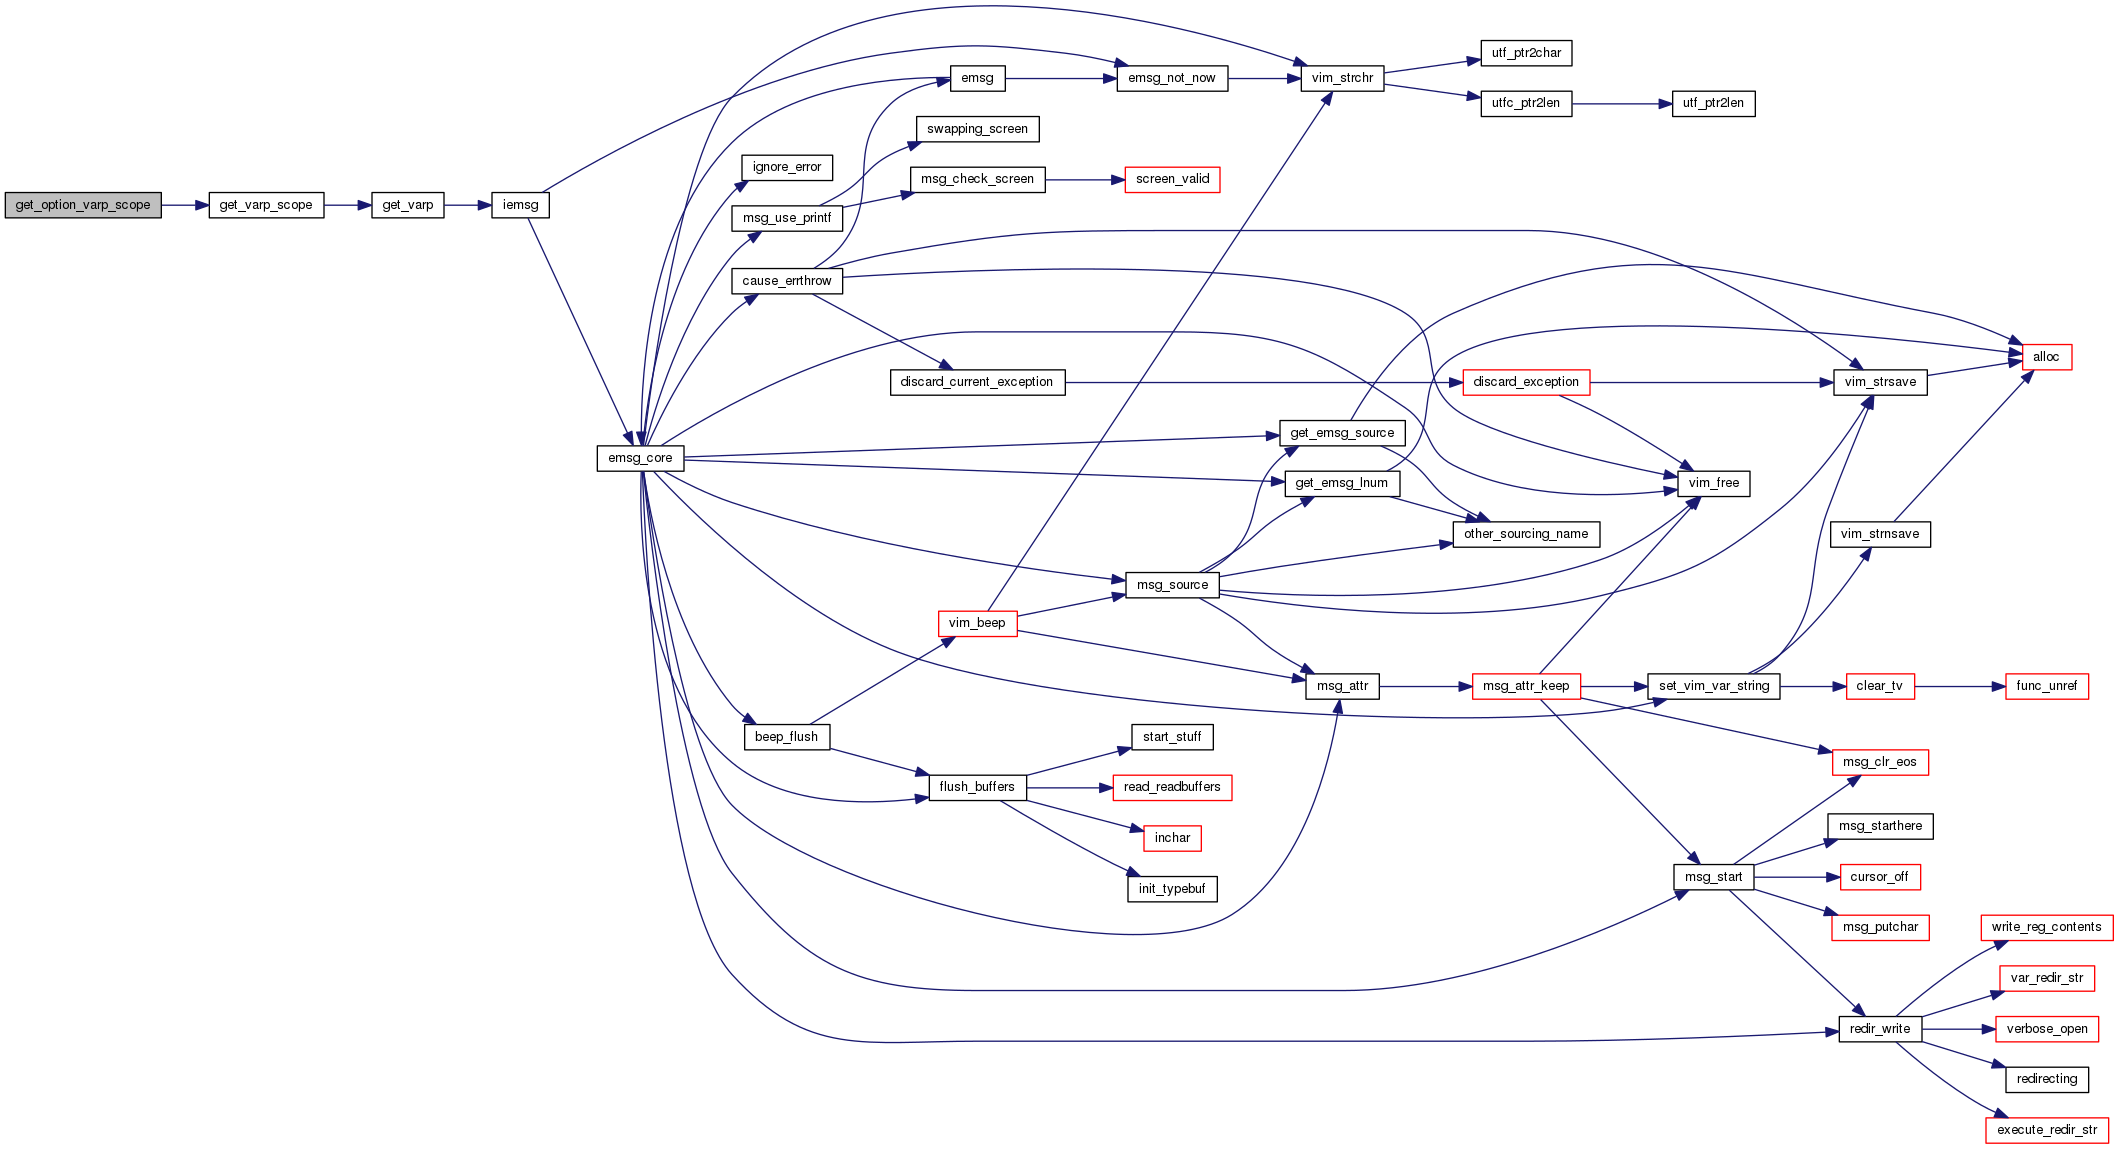 get_option_varp_scope
get_varp_scope
get_varp
iemsg
emsg_core
ignore_error
msg_use_printf
cause_errthrow
beep_flush
emsg
swapping_screen
msg_check_screen
discard_current_exception
vim_beep
flush_buffers
emsg_not_now
screen_valid
msg_source
start_stuff
read_readbuffers
inchar
init_typebuf
vim_strchr
get_emsg_source
get_emsg_lnum
msg_attr
utf_ptr2char
utfc_ptr2len
discard_exception
other_sourcing_name
msg_attr_keep
utf_ptr2len
vim_free
set_vim_var_string
msg_start
vim_strsave
vim_strnsave
clear_tv
msg_clr_eos
msg_starthere
cursor_off
msg_putchar
redir_write
alloc
func_unref
write_reg_contents
var_redir_str
verbose_open
redirecting
execute_redir_str